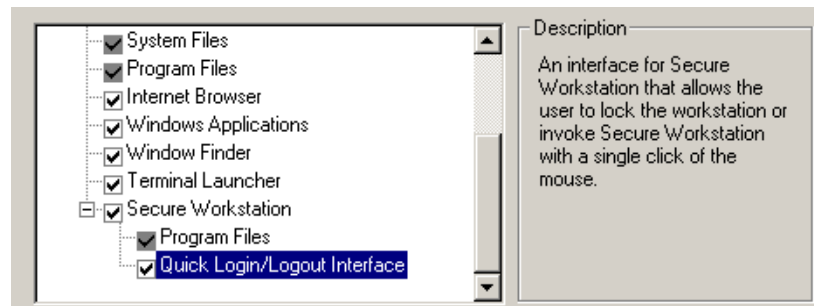 System Files
Program Files
Internet Browser
Windows Applications
Window Finder
Terminal Launcher
Secure Workstation
Program Files
Quick Login/Logout Interface
Description
An interface for Secure
Workstation that allows the
user to lock the workstation or
invoke Secure Workstation
with a single click of the
mouse.